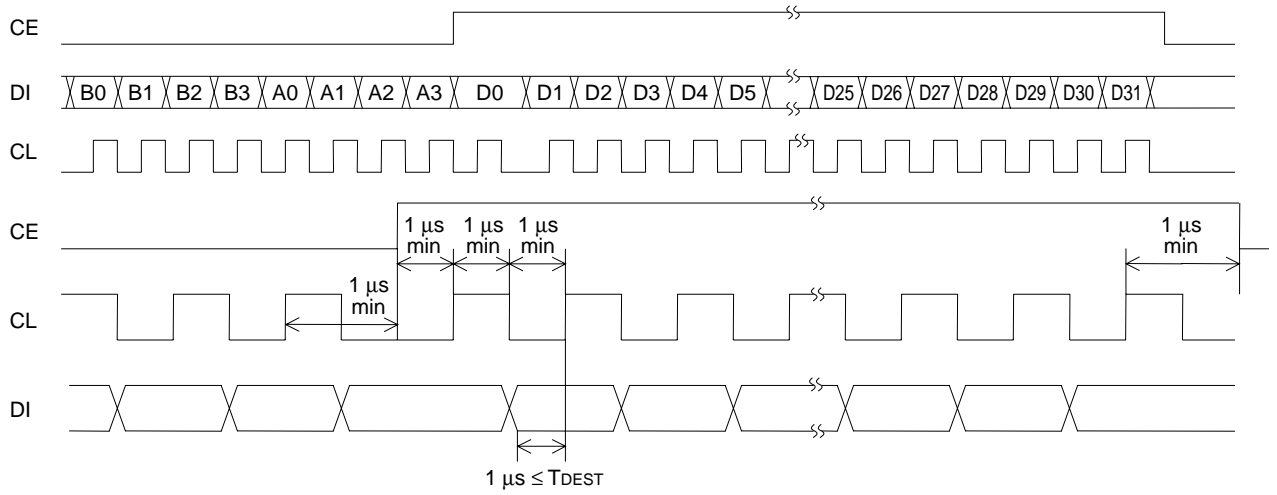 CE
DI B0 B1 B2 B3 A0 A1 A2 A3 D0 D1 D2 D3 D4 D5 D25 D26 D27 D28 D29 D30 D31
CL
CE
1 μs min
1 μs min
1 μs min
1 μs min
1 μs min
CL
DI
1 μs ≤ TDEST